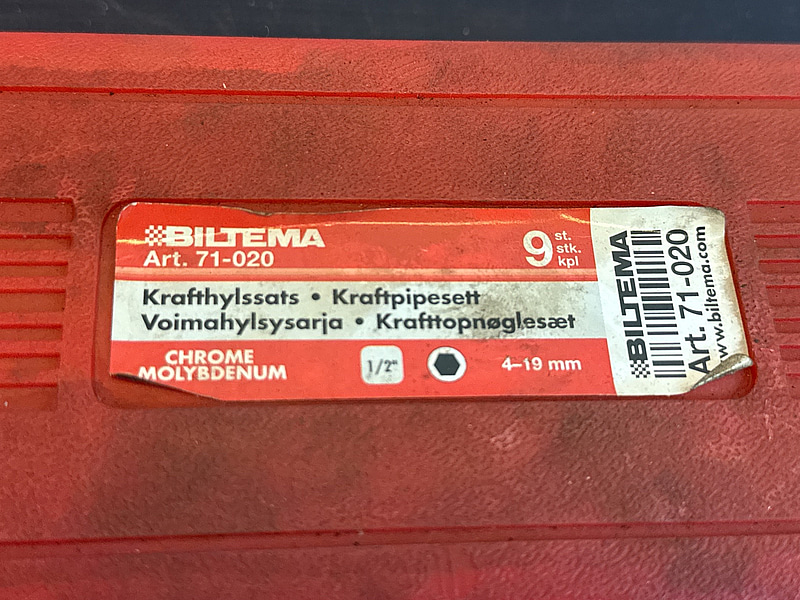 BILTEMA
Art. 71-020
9 st.
stk.
kpl
Krafthylssats • Kraftpipesett
Voimahylsysarja • Krafttopnøglesæt
CHROME
MOLYBDENUM
1/2"
4–19 mm
BILTEMA
Art. 71-020
www.biltema.com